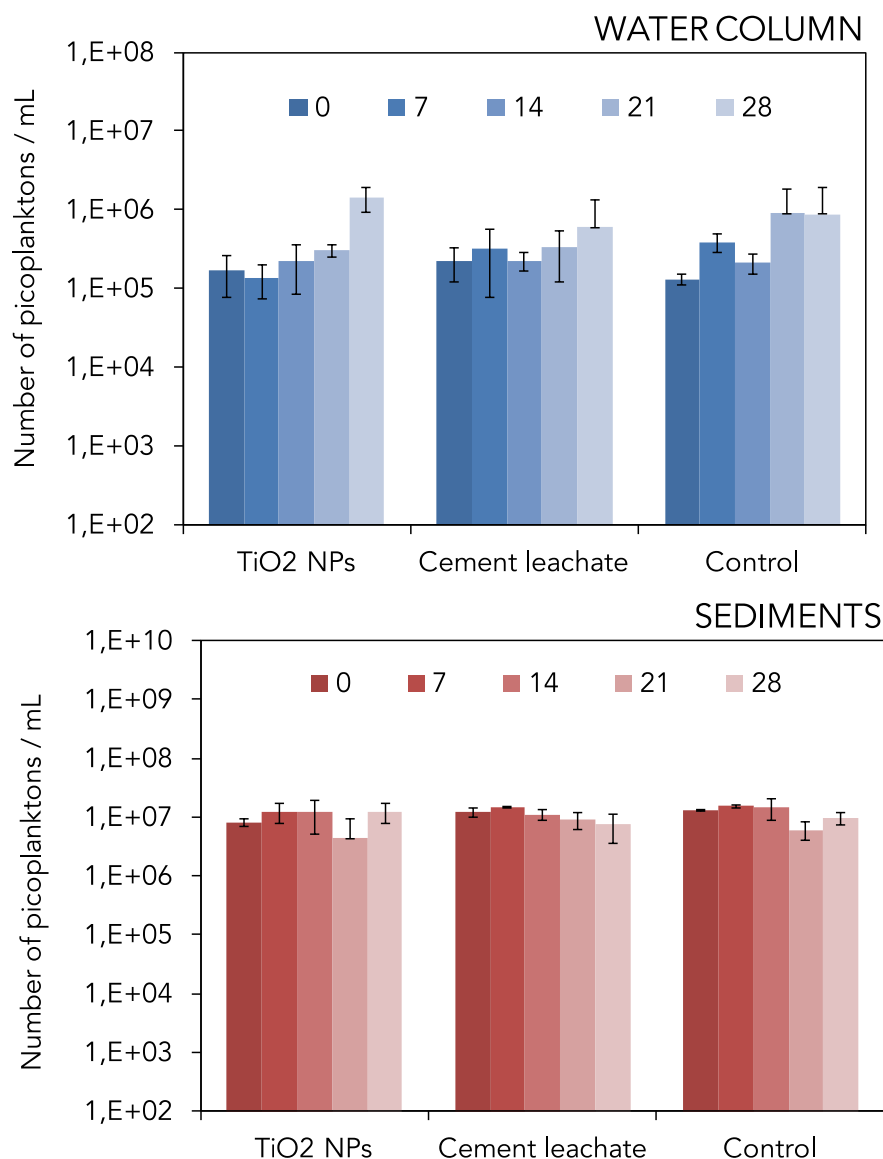 WATER COLUMN
1,E+08
0 7 14 21 28
1,E+07
1,E+06
1,E+05
1,E+04
1,E+03
1,E+02
Number of picoplanktons / mL
TiO2 NPs Cement leachate Control
SEDIMENTS
1,E+10
0 7 14 21 28
1,E+09
1,E+08
1,E+07
1,E+06
1,E+05
1,E+04
1,E+03
1,E+02
Number of picoplanktons / mL
TiO2 NPs Cement leachate Control